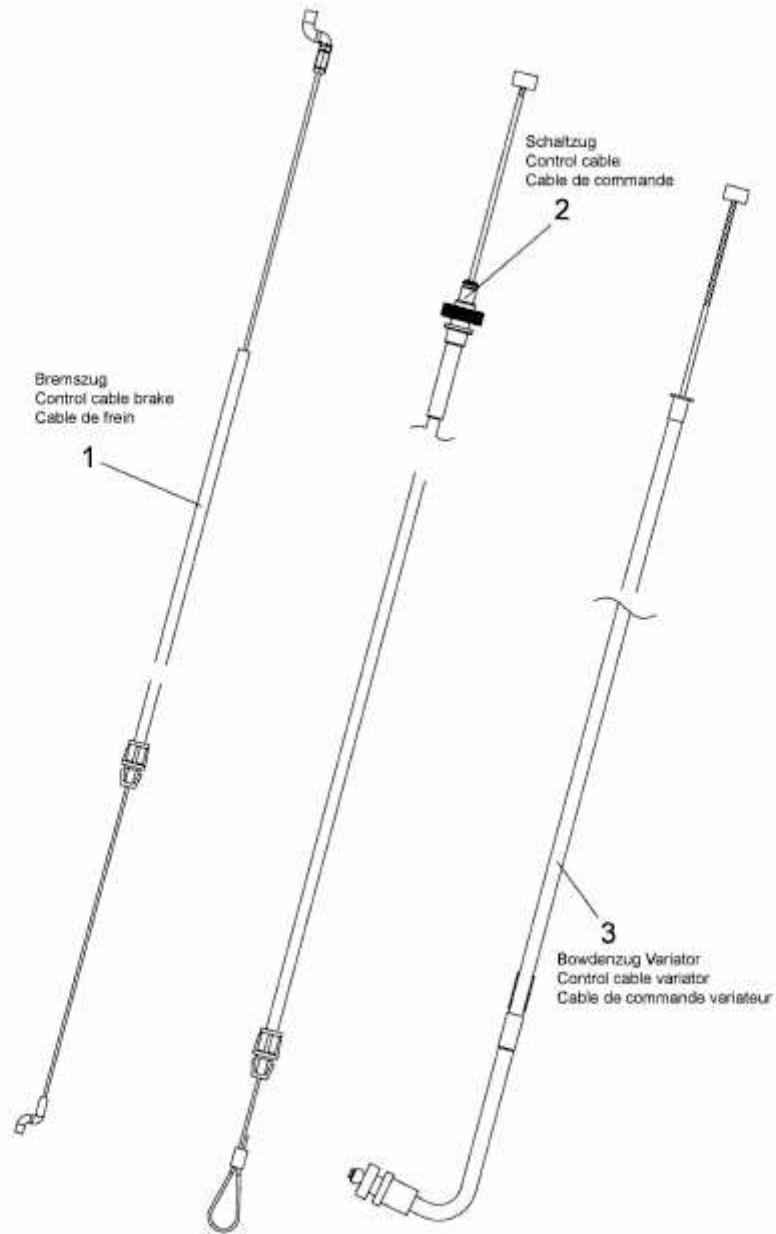 Schaltzug
Control cable
Cable de commande
2
Bremszug
Control cable brake
Cable de frein
1
3
Bowdenzug Variator
Control cable variator
Cable de commande variateur